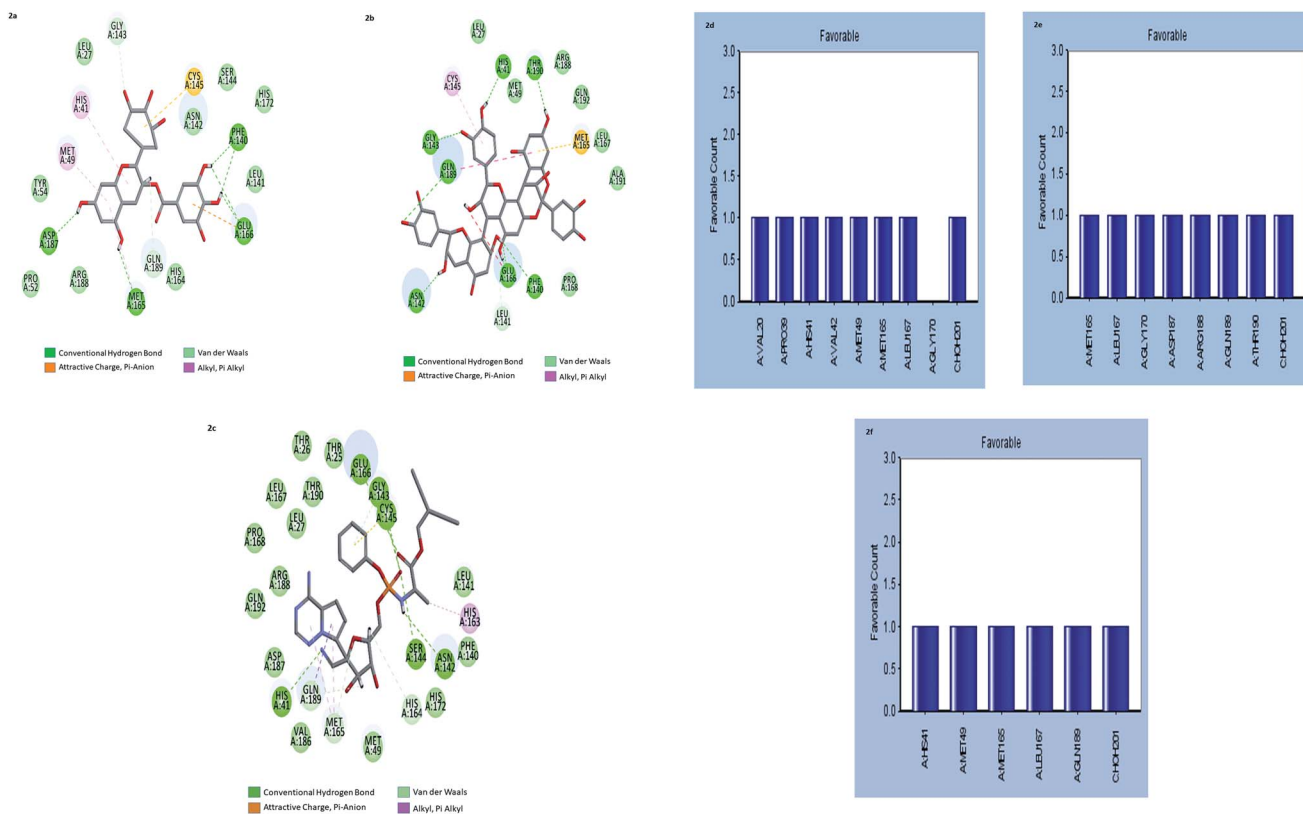 2a
GLY
A:143
LEU
A:27
CYS
A:145
SER
A:144
HIS
A:41
ASN
A:142
HIS
A:172
PHE
A:140
MET
A:49
LEU
A:141
TYR
A:54
GLU
A:166
ASP
A:187
GLN
A:189
HIS
A:164
PRO
A:52
ARG
A:188
MET
A:165
Conventional Hydrogen Bond
Van der Waals
Attractive Charge, Pi-Anion
Alkyl, Pi Alkyl
2b
LEU
A:27
HIS
A:41
THR
A:190
ARG
A:188
CYS
A:145
MET
A:49
GLN
A:192
GLY
A:143
MET
A:165
LEU
A:167
GLN
A:189
ALA
A:191
GLU
A:166
PHE
A:140
PRO
A:168
ASN
A:142
LEU
A:141
Conventional Hydrogen Bond
Van der Waals
Attractive Charge, Pi-Anion
Alkyl, Pi Alkyl
2d
Favorable
Favorable Count
3.0
2.5
2.0
1.5
1.0
0.5
0.0
A:VAL20
A:PRO39
A:HIS41
A:VAL42
A:MET49
A:MET165
A:LEU167
A:GLY170
C:HOH201
2e
Favorable
Favorable Count
3.0
2.5
2.0
1.5
1.0
0.5
0.0
A:MET165
A:LEU167
A:GLY170
A:ASP187
A:ARG188
A:GLN189
A:THR190
C:HOH201
2c
THR
A:26
THR
A:25
GLU
A:166
GLY
A:143
LEU
A:167
THR
A:190
CYS
A:145
LEU
A:27
PRO
A:168
ARG
A:188
LEU
A:141
GLN
A:192
HIS
A:163
SER
A:144
ASN
A:142
PHE
A:140
ASP
A:187
HIS
A:41
GLN
A:189
HIS
A:164
HIS
A:172
VAL
A:186
MET
A:165
MET
A:49
Conventional Hydrogen Bond
Van der Waals
Attractive Charge, Pi-Anion
Alkyl, Pi Alkyl
2f
Favorable
Favorable Count
3.0
2.5
2.0
1.5
1.0
0.5
0.0
A:HIS41
A:MET49
A:MET165
A:LEU167
A:GLN189
C:HOH201